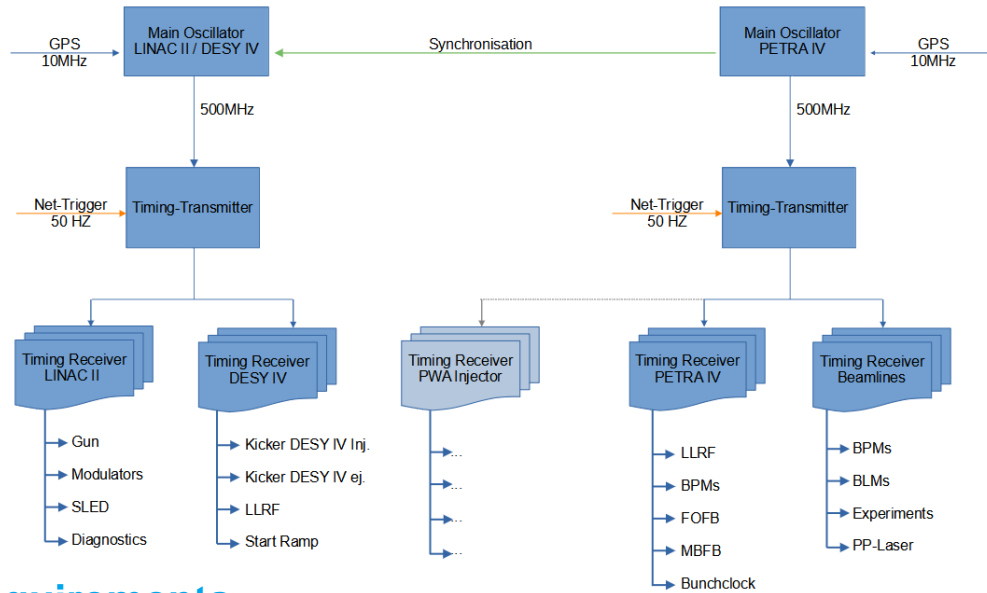 Main Oscillator
LINAC II / DESY IV
Main Oscillator
PETRA IV
GPS
10MHz
Synchronisation
GPS
10MHz
500MHz
500MHz
Net-Trigger
50 HZ
Timing-Transmitter
Net-Trigger
50 HZ
Timing-Transmitter
Timing Receiver
LINAC II
Timing Receiver
DESY IV
Timing Receiver
PWA Injector
Timing Receiver
PETRA IV
Timing Receiver
Beamlines
Gun
Modulators
SLED
Diagnostics
Kicker DESY IV Inj.
Kicker DESY IV ej.
LLRF
Start Ramp
...
...
...
...
LLRF
BPMs
FOFB
MBFB
Bunchclock
BPMs
BLMs
Experiments
PP-Laser